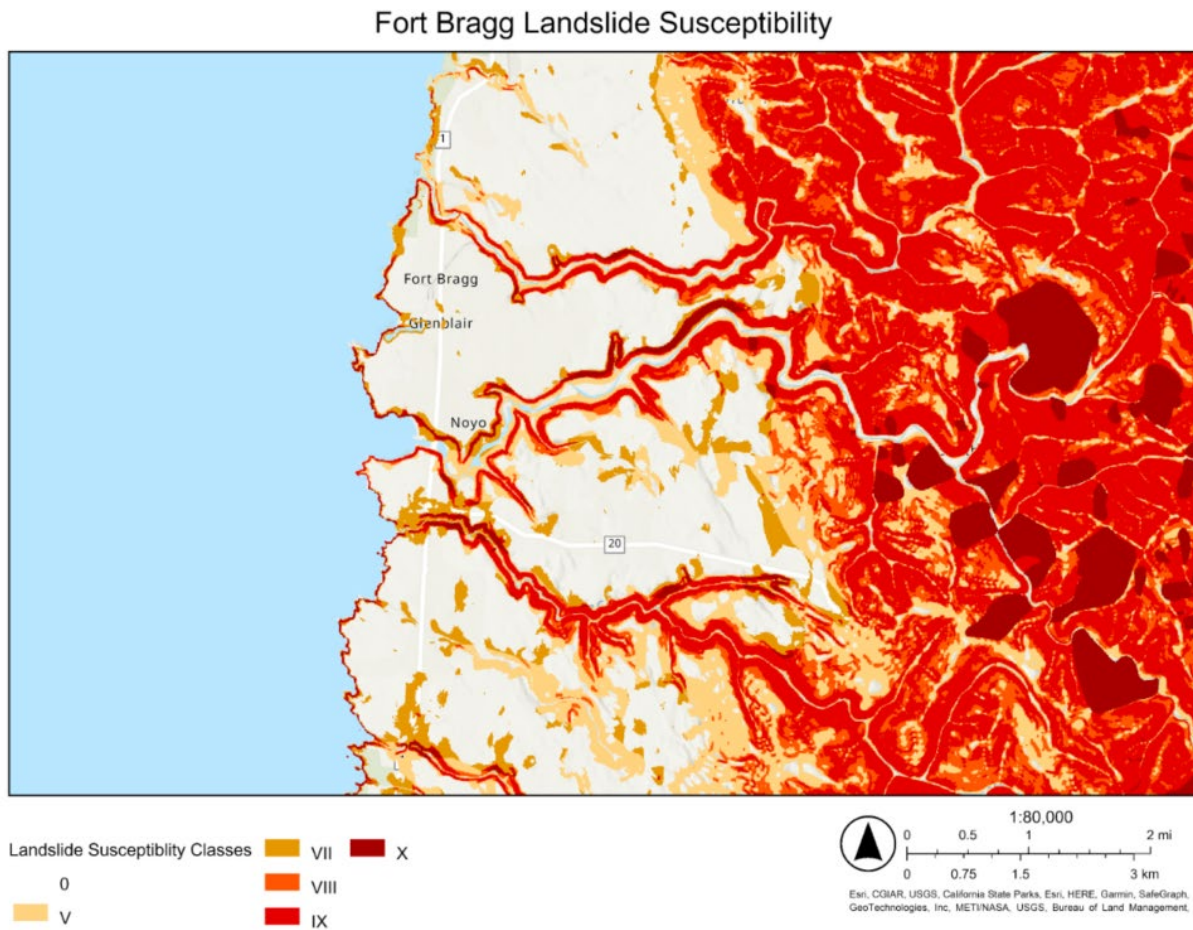 Fort Bragg Landslide Susceptibility
1
Fort Bragg
Glenblair
Noyo
20
Landslide Susceptiblity Classes
0
V
VII
VIII
IX
X
1:80,000
0 0.5 1 2 mi
0 0.75 1.5 3 km
Esri, CGIAR, USGS, California State Parks, Esri, HERE, Garmin, SafeGraph,
GeoTechnologies, Inc, METI/NASA, USGS, Bureau of Land Management,